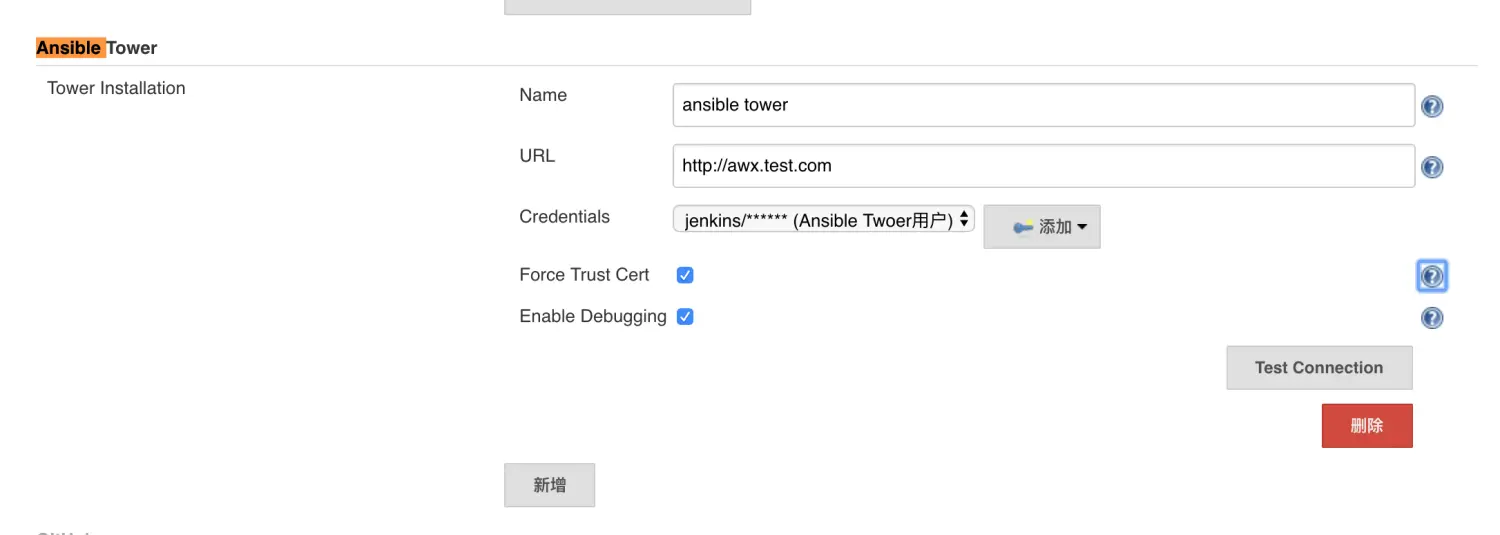 Ansible Tower
Tower Installation
Name
ansible tower
URL
http://awx.test.com
Credentials
jenkins/****** (Ansible Twoer用户)
添加
Force Trust Cert
Enable Debugging
Test Connection
删除
新增